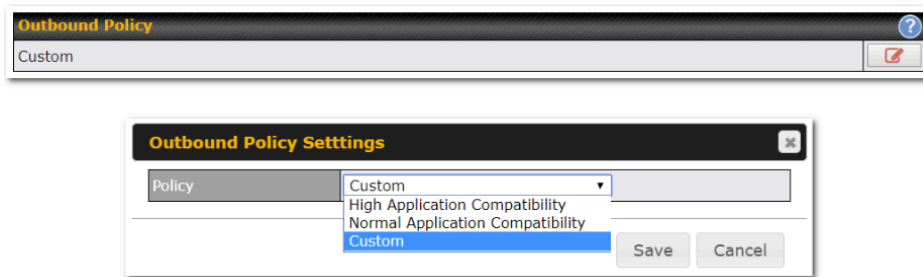 Outbound Policy ?
Custom
Outbound Policy Setttings
Policy Custom
High Application Compatibility
Normal Application Compatibility
Custom
Save Cancel